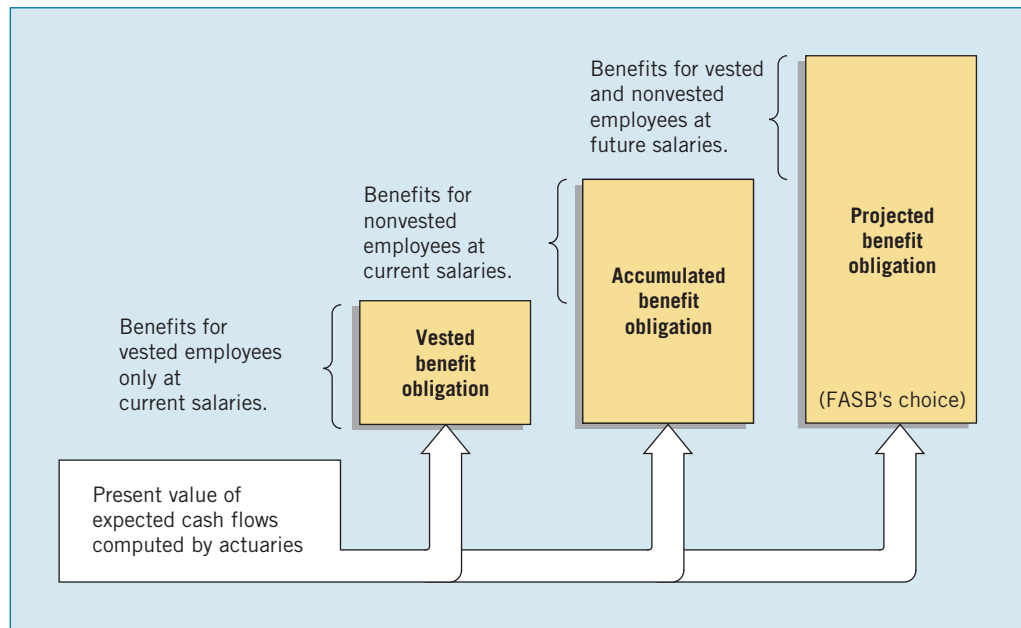 Benefits for vested
and nonvested
employees at
future salaries.
Projected
benefit
obligation
(FASB's choice)
Benefits for
nonvested
employees at
current salaries.
Accumulated
benefit
obligation
Benefits for
vested employees
only at
current salaries.
Vested
benefit
obligation
Present value of
expected cash flows
computed by actuaries